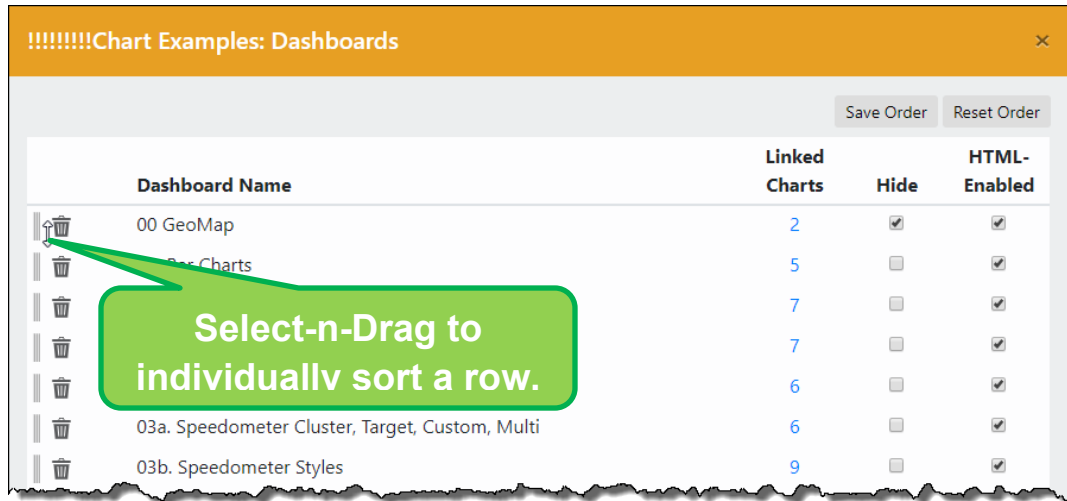 !!!!!!!!!Chart Examples: Dashboards ×
Save Order Reset Order
Linked HTML-
Dashboard Name Charts Hide Enabled
00 GeoMap 2
Bar Charts 5
7
7
6
Select-n-Drag to
individually sort a row.
03a. Speedometer Cluster, Target, Custom, Multi 6
03b. Speedometer Styles 9